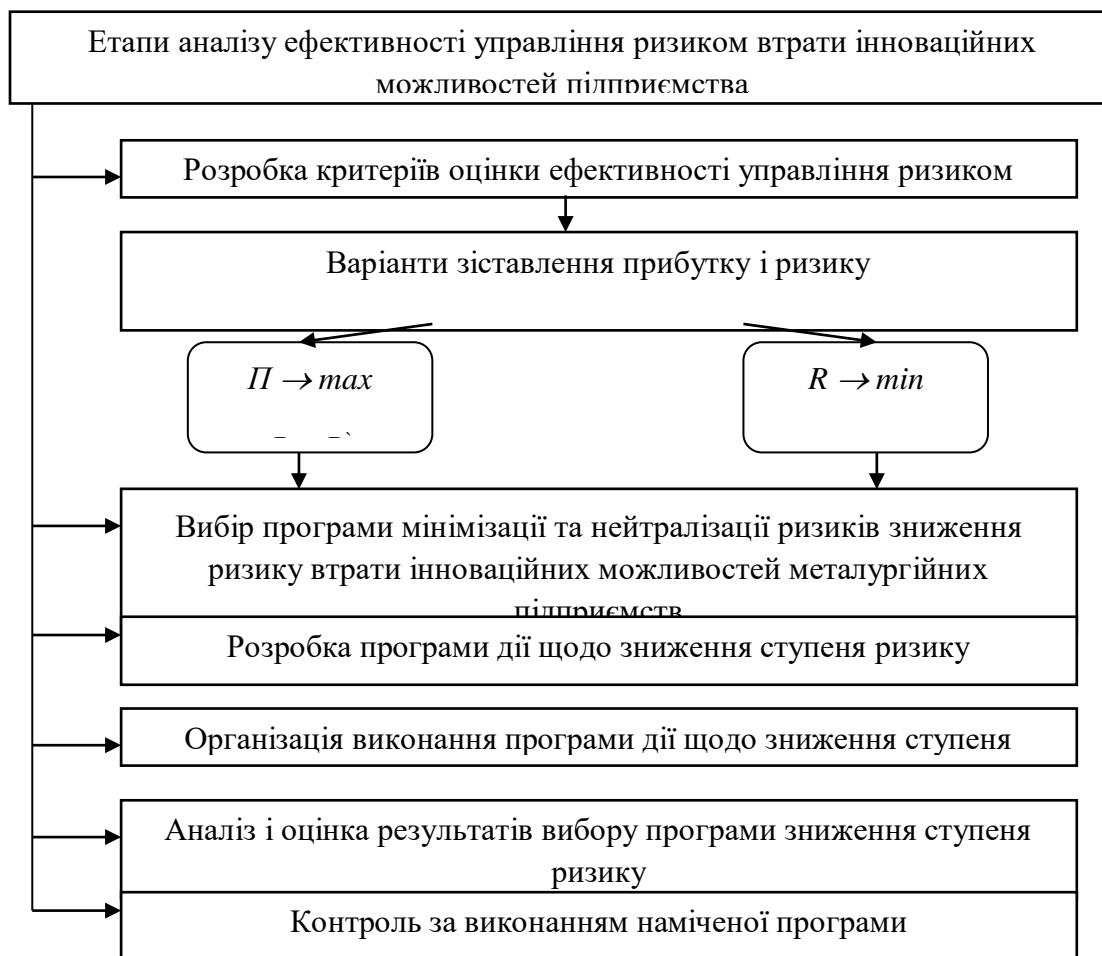 Етапи аналізу ефективності управління ризиком втрати інноваційних
можливостей підприємства
Розробка критеріїв оцінки ефективності управління ризиком
Варіанти зіставлення прибутку і ризику
П → max
R → min
Вибір програми мінімізації та нейтралізації ризиків зниження
ризику втрати інноваційних можливостей металургійних
підприємств
Розробка програми дії щодо зниження ступеня ризику
Організація виконання програми дії щодо зниження ступеня
Аналіз і оцінка результатів вибору програми зниження ступеня
ризику
Контроль за виконанням наміченої програми